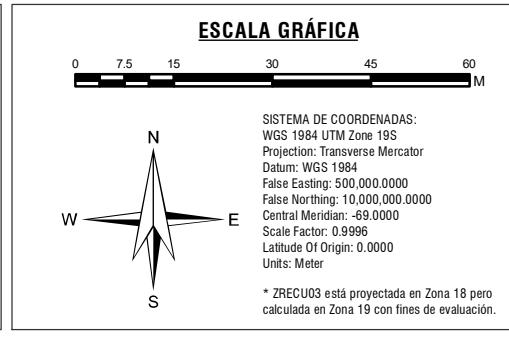 ESCALA GRÁFICA
0 7.5 15 30 45 60
M
SISTEMA DE COORDENADAS:
WGS 1984 UTM Zone 19S
Projection: Transverse Mercator
Datum: WGS 1984
False Easting: 500,000.0000
False Northing: 10,000,000.0000
Central Meridian: -69.0000
Scale Factor: 0.9996
Latitude Of Origin: 0.0000
Units: Meter
* ZRECU03 está proyectada en Zona 18 pero
calculada en Zona 19 con fines de evaluación.
N
W E
S